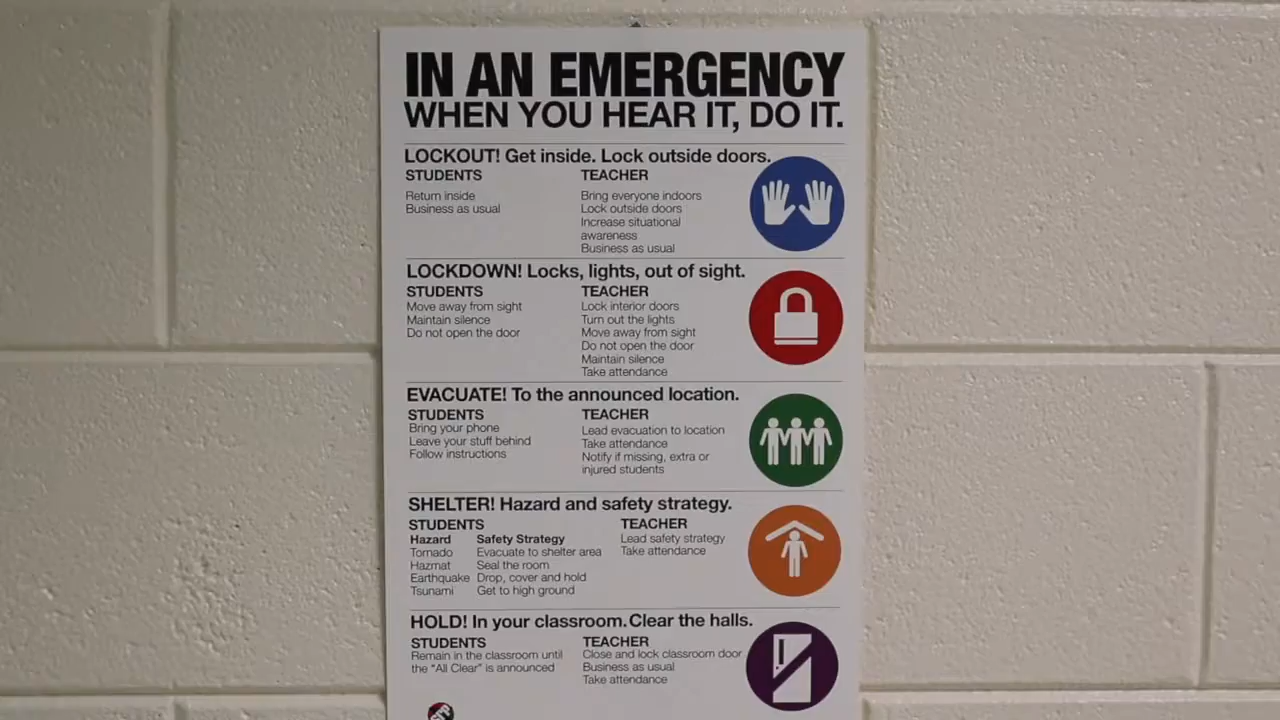 IN AN EMERGENCY
WHEN YOU HEAR IT, DO IT.
LOCKOUT! Get inside. Lock outside doors.
STUDENTS
Return inside
Business as usual
TEACHER
Bring everyone indoors
Lock outside doors
Increase situational
awareness
Business as usual
LOCKDOWN! Locks, lights, out of sight.
STUDENTS
Move away from sight
Maintain silence
Do not open the door
TEACHER
Lock interior doors
Turn out the lights
Move away from sight
Do not open the door
Maintain silence
Take attendance
EVACUATE! To the announced location.
STUDENTS
Bring your phone
Leave your stuff behind
Follow instructions
TEACHER
Lead evacuation to location
Take attendance
Notify if missing, extra or
injured students
SHELTER! Hazard and safety strategy.
STUDENTS
Hazard Safety Strategy
Tornado Evacuate to shelter area
Hazmat Seal the room
Earthquake Drop, cover and hold
Tsunami Get to high ground
TEACHER
Lead safety strategy
Take attendance
HOLD! In your classroom. Clear the halls.
STUDENTS
Remain in the classroom until
the “All Clear” is announced
TEACHER
Close and lock classroom door
Business as usual
Take attendance